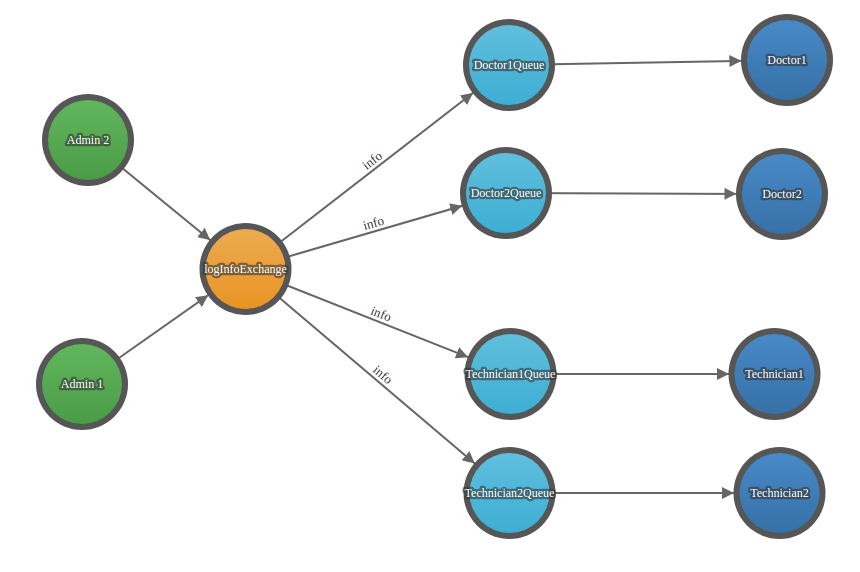 Admin 2
Admin 1
logInfoExchange
info
info
info
info
Doctor1Queue
Doctor2Queue
Technician1Queue
Technician2Queue
Doctor1
Doctor2
Technician1
Technician2